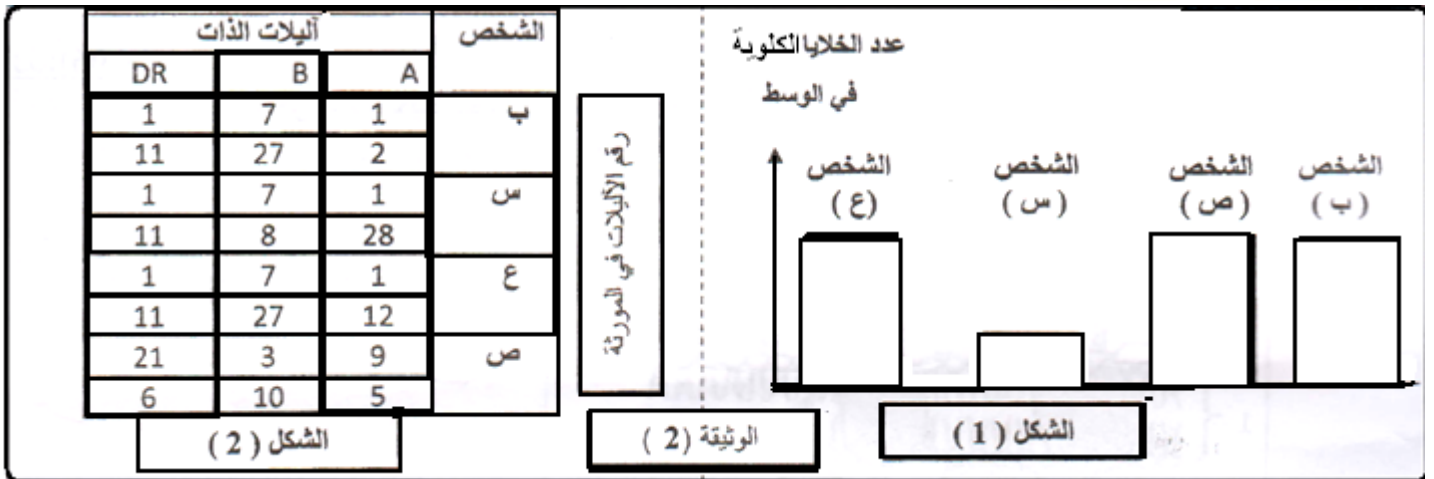 عدد الخلايا الكلوية
في الوسط
الشخص
( ب )
الشخص
( ص )
الشخص
( س )
الشخص
( ع )
الشكل ( 1 )
الوثيقة ( 2 )
رقم الآليلات في المورثة
الشخص آليلات الذات
A B DR
ب 1 7 1
2 27 11
س 1 7 1
28 8 11
ع 1 7 1
12 27 11
ص 9 3 21
5 10 6
الشكل ( 2 )